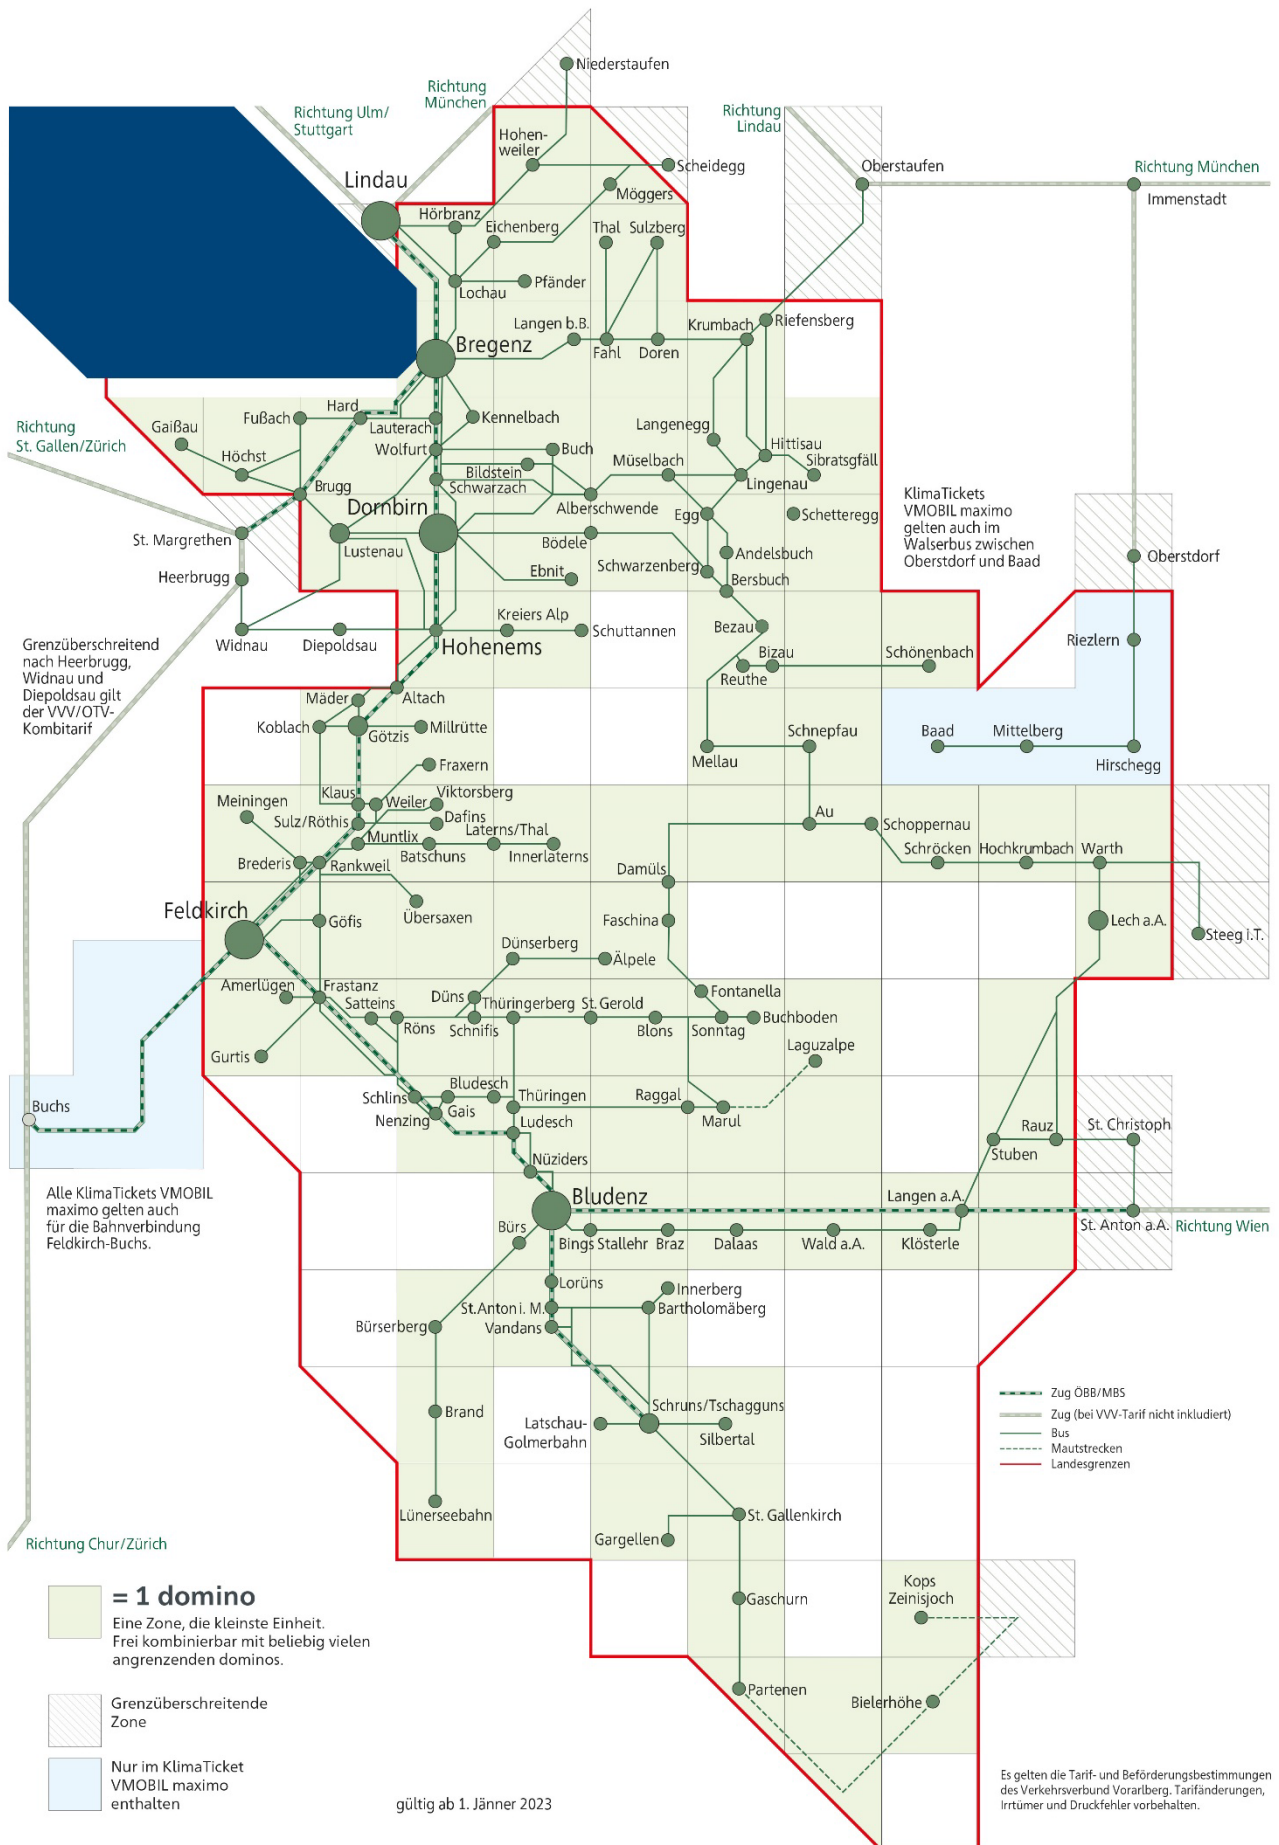 Niederstaufen
Richtung
München
Richtung Ulm/
Stuttgart
Richtung
Lindau
Hohen-
weiler
Scheidegg
Oberstaufen
Richtung München
Möggers
Immenstadt
Lindau
Hörbranz
Eichenberg
Thal
Sulzberg
Pfänder
Lochau
Langen b.B.
Krumbach
Riefensberg
Bregenz
Fahl
Doren
Hard
Fußach
Lauterach
Kennelbach
Langenegg
Gaißau
Richtung
St. Gallen/Zürich
Wolfurt
Buch
Hittisau
Höchst
Bildstein
Müselbach
Sibratsgfäll
Schwarzach
Lingenau
Brugg
Dornbirn
Alberschwende
Egg
Schetteregg
KlimaTickets
VMOBIL maximo
gelten auch im
Walserbus zwischen
Oberstdorf und Baad
St. Margrethen
Lustenau
Bödele
Andelsbuch
Oberstdorf
Heerbrugg
Ebnit
Schwarzenberg
Bersbuch
Kreiers Alp
Schuttannen
Bezau
Widnau
Diepoldsau
Hohenems
Riezlern
Grenzüberschreitend
nach Heerbrugg,
Widnau und
Diepoldsau gilt
der VVV/OTV-
Kombitarif
Bizau
Schönenbach
Reuthe
Mäder
Altach
Koblach
Götzis
Millrütte
Mellau
Schnepfau
Baad
Mittelberg
Hirschegg
Fraxern
Klaus
Weiler
Viktorsberg
Meiningen
Sulz/Röthis
Dafins
Au
Schoppernau
Muntlix
Laterns/Thal
Batschuns
Innerlaterns
Schröcken
Hochkrumbach
Warth
Brederis
Rankweil
Damüls
Übersaxen
Feldkirch
Göfis
Faschina
Lech a.A.
Steeg i.T.
Dünserberg
Älpele
Amerlügen
Frastanz
Satteins
Düns
Thüringerberg
St. Gerold
Fontanella
Röns
Schnifis
Blons
Sonntag
Buchboden
Gurtis
Laguzalpe
Buchs
Bludesch
Schlins
Gais
Thüringen
Raggal
Marul
Nenzing
Ludesch
Rauz
St. Christoph
Stuben
Nüziders
Alle KlimaTickets VMOBIL
maximo gelten auch
für die Bahnverbindung
Feldkirch-Buchs.
Bludenz
Langen a.A.
St. Anton a.A.
Richtung Wien
Bürs
Bings Stallehr
Braz
Dalaas
Wald a.A.
Klösterle
Lorüns
Innerberg
St.Anton i. M.
Bartholomäberg
Bürserberg
Vandans
Zug ÖBB/MBS
Zug (bei VVV-Tarif nicht inkludiert)
Bus
Mautstrecken
Landesgrenzen
Brand
Schruns/Tschagguns
Latschau-
Golmerbahn
Silbertal
Lünerseebahn
St. Gallenkirch
Gargellen
Richtung Chur/Zürich
Kops
Zeinisjoch
Gaschurn
Partenen
Bielerhöhe
= 1 domino
Eine Zone, die kleinste Einheit.
Frei kombinierbar mit beliebig vielen
angrenzenden dominos.
Grenzüberschreitende
Zone
Nur im KlimaTicket
VMOBIL maximo
enthalten
gültig ab 1. Jänner 2023
Es gelten die Tarif- und Beförderungsbestimmungen
des Verkehrsverbund Vorarlberg. Tarifänderungen,
Irrtümer und Druckfehler vorbehalten.